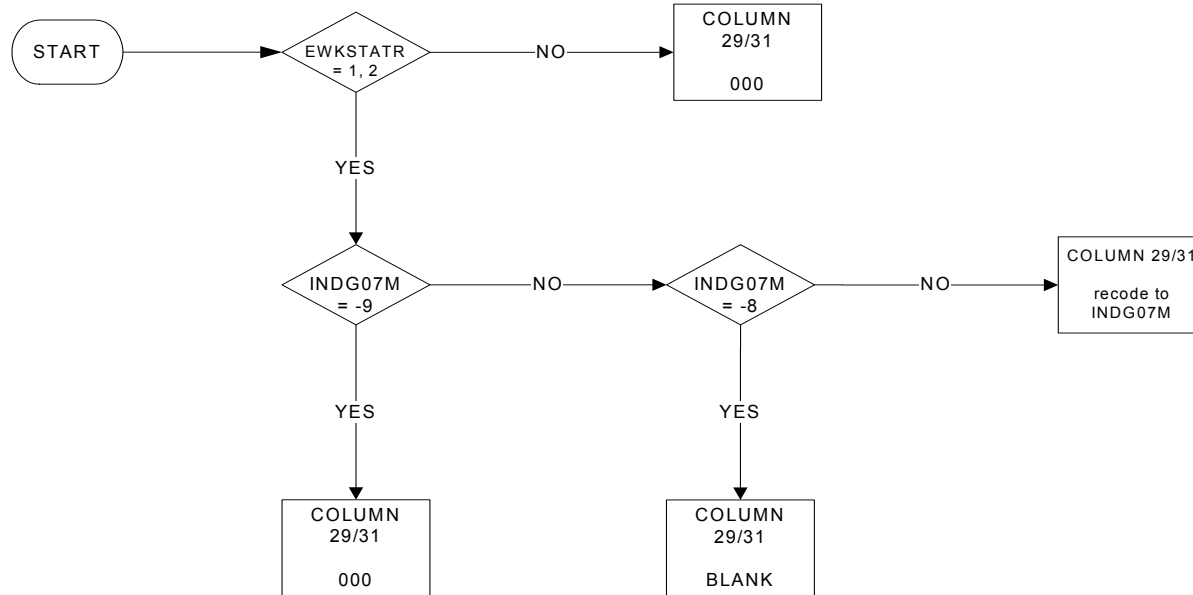 START
EWKSTATR
= 1, 2
NO
COLUMN
29/31
000
YES
INDG07M
= -9
NO
INDG07M
= -8
NO
COLUMN 29/31
recode to
INDG07M
YES
YES
COLUMN
29/31
000
COLUMN
29/31
BLANK